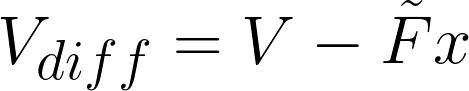 $V_{diff} = V - \tilde{F}x$